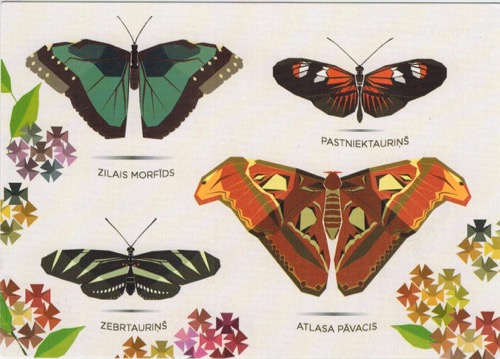 ZILAIS MORFĪDS
PASTNIEKTAURIŅŠ
ZEBRTAURIŅŠ
ATLASA PĀVACIS